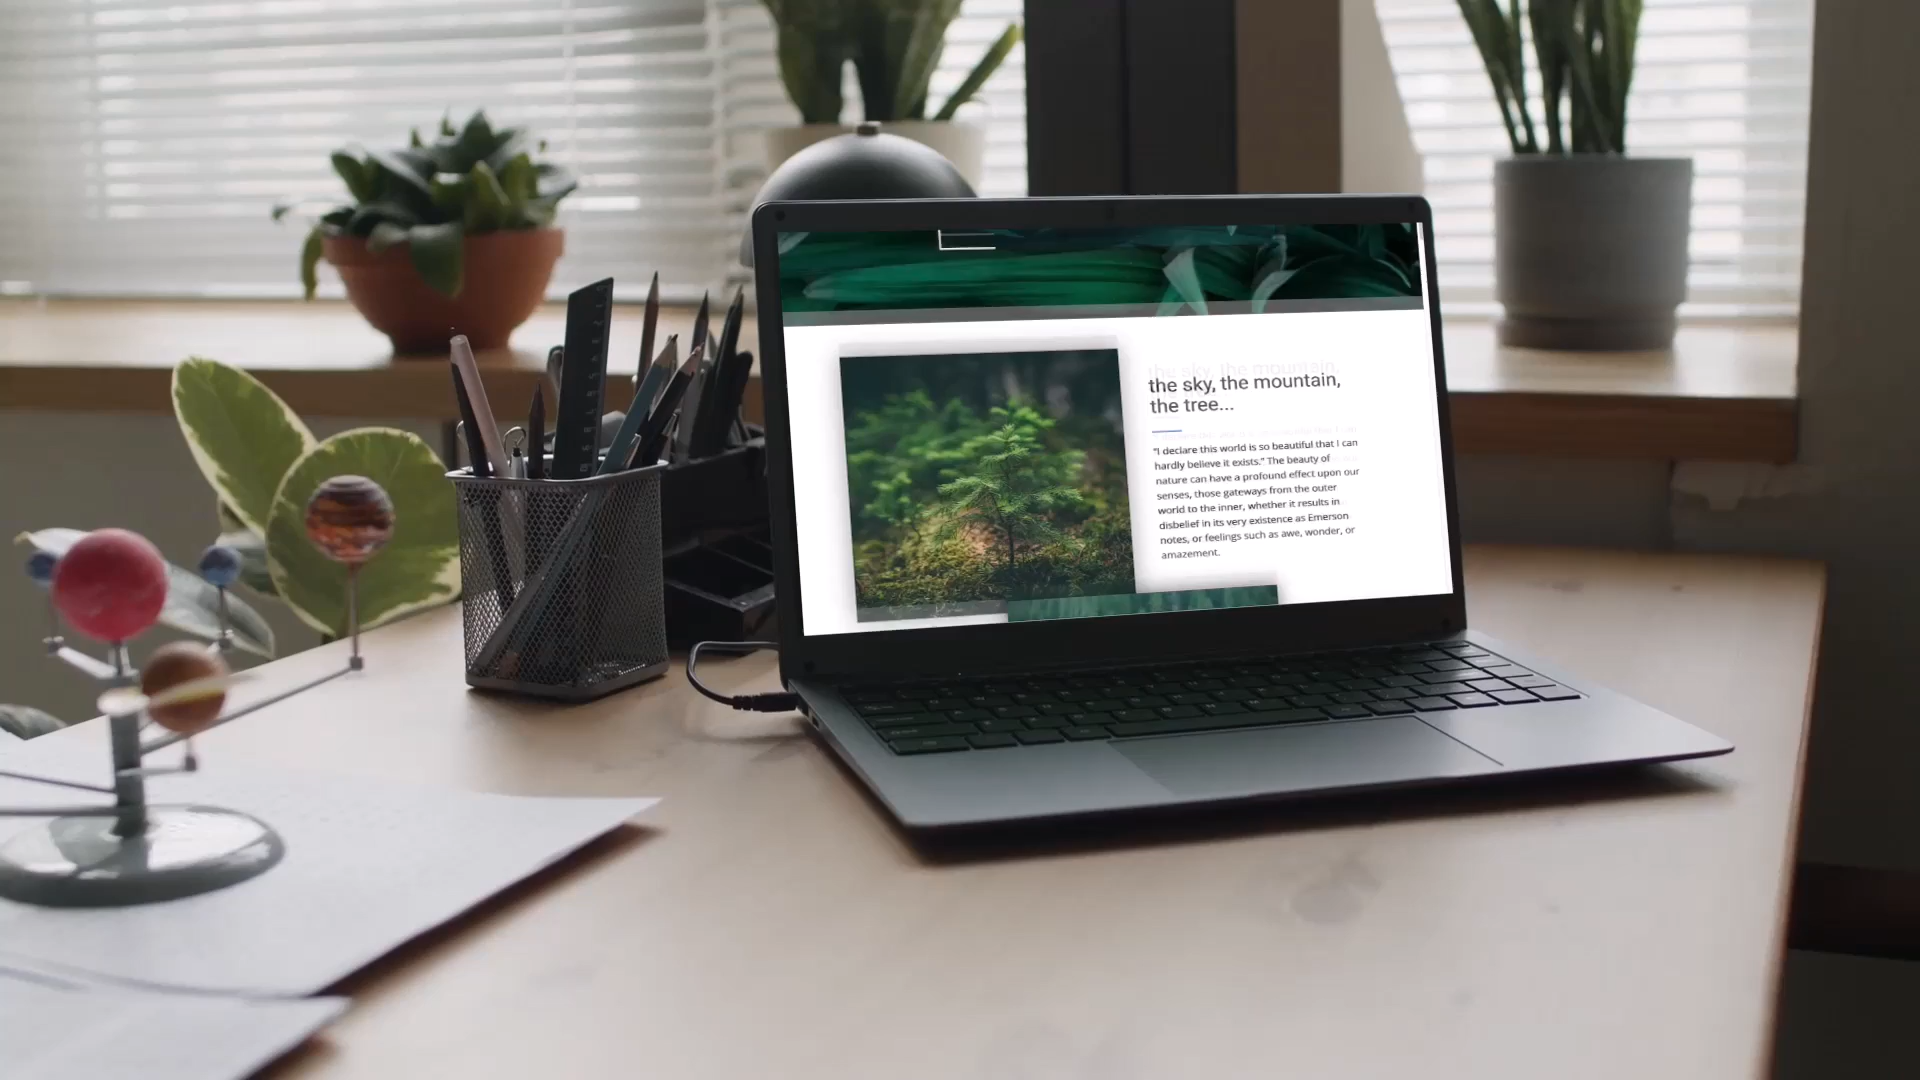 the sky, the mountain,
the tree...
"I declare this world is so beautiful that I can
hardly believe it exists." The beauty of
nature can have a profound effect upon our
senses, those gateways from the outer
world to the inner, whether it results in
disbelief in its very existence as Emerson
notes, or feelings such as awe, wonder, or
amazement.